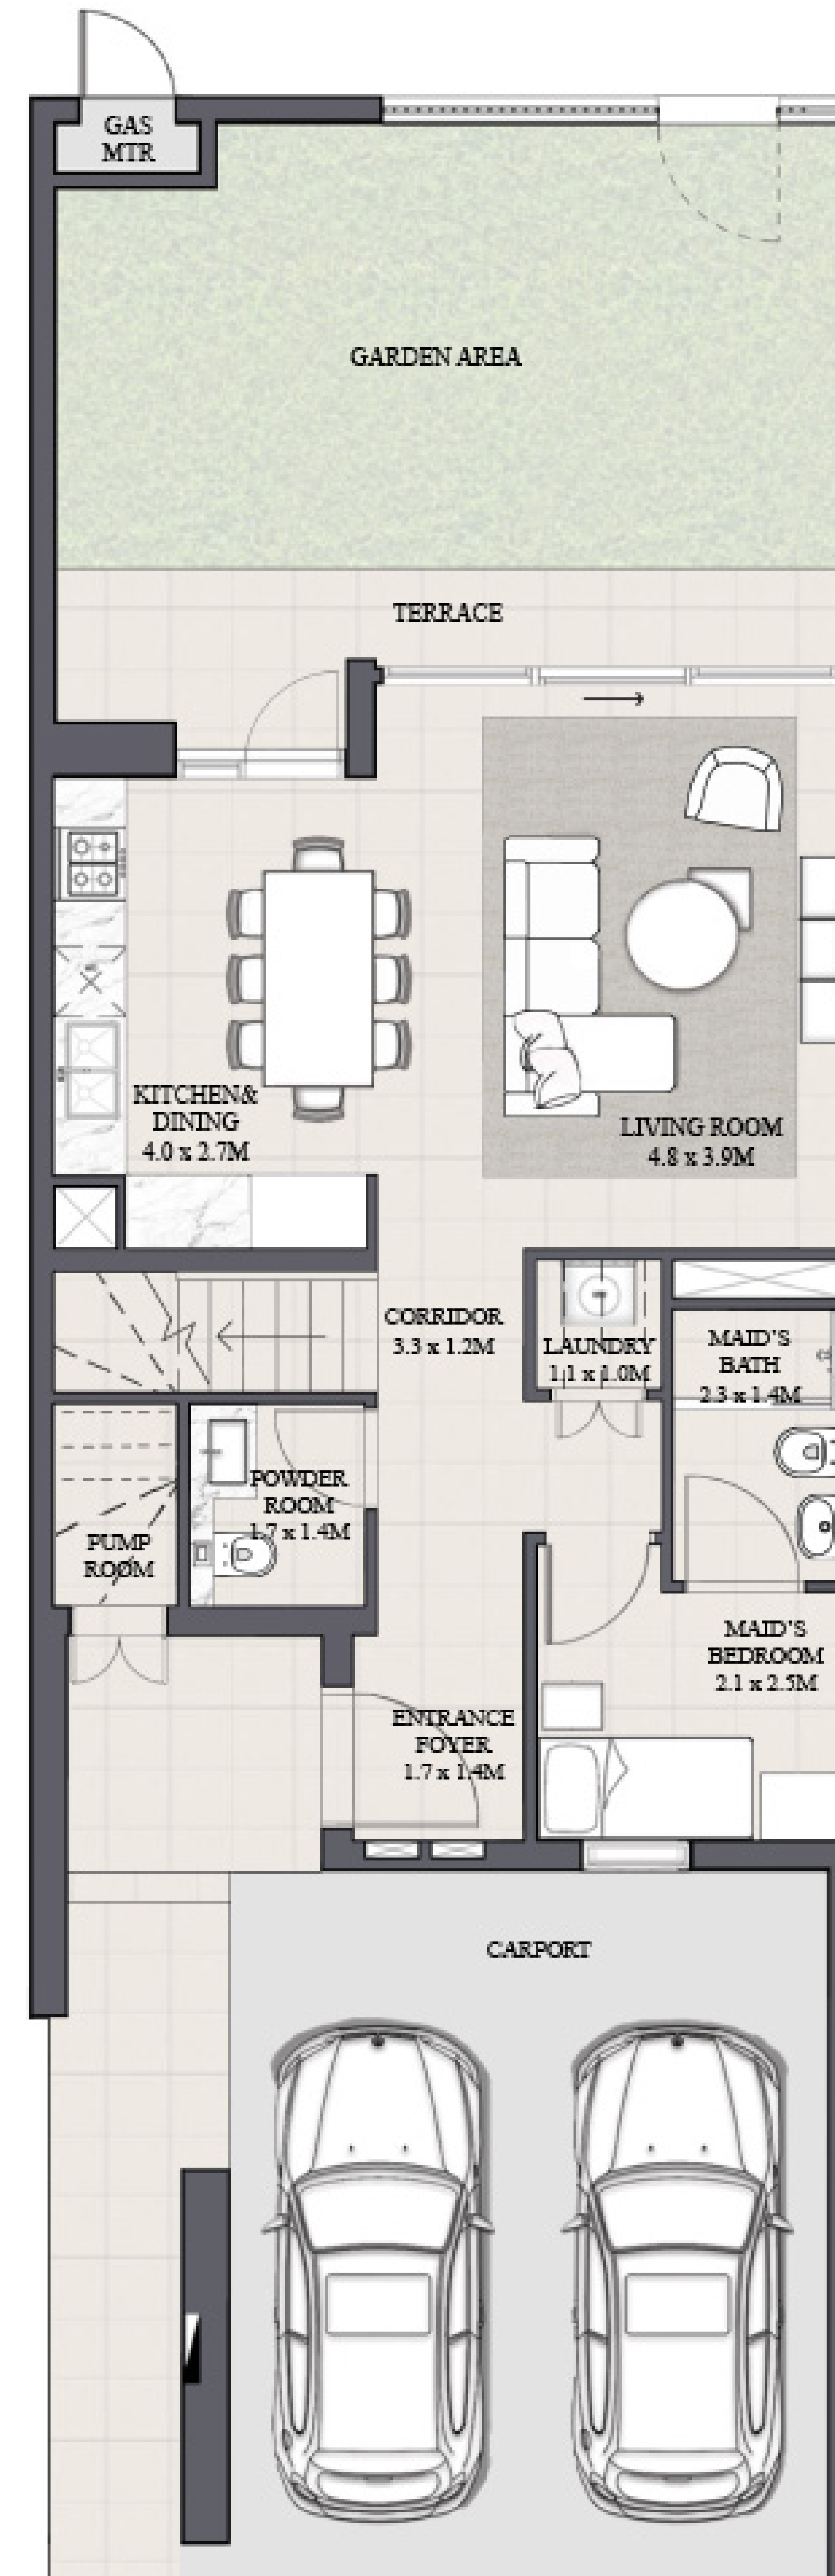 GAS
MTR
GARDEN AREA
TERRACE
KITCHEN&
DINING
4.0 x 2.7M
LIVING ROOM
4.8 x 3.9M
CORRIDOR
3.3 x 1.2M
LAUNDRY
1.1 x 1.0M
MAID'S
BATH
2.3 x 1.4M
POWDER
ROOM
1.7 x 1.4M
PUMP
ROOM
MAID'S
BEDROOM
2.1 x 2.5M
ENTRANCE
FOYER
1.7 x 1.4M
CARPORT